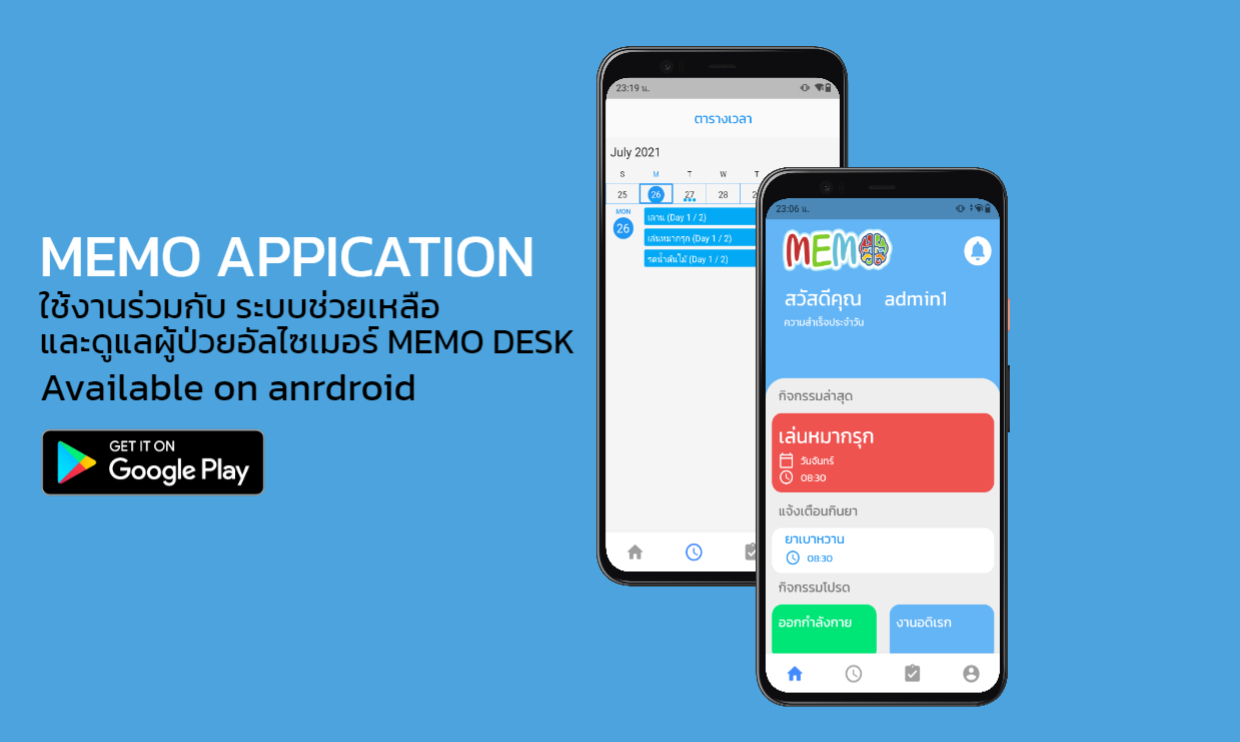 MEMO APPICATION
ใช้งานร่วมกับ ระบบช่วยเหลือ
และดูแลผู้ป่วยอัลไซเมอร์ MEMO DESK
Available on anrdroid
GET IT ON
Google Play
23:19 น.
ตารางเวลา
July 2021
S M T W T
25 26 27 28 2
MON
26
(Day 1 / 2)
เล่นหมากรุก (Day 1 / 2)
รดน้ำต้นไม้ (Day 1 / 2)
23:06 น.
MEMO
สวัสดีคุณ admin1
ความสำเร็จประจำวัน
กิจกรรมล่าสุด
เล่นหมากรุก
วันจันทร์
08:30
แจ้งเตือนกินยา
ยาเบาหวาน
08:30
กิจกรรมโปรด
ออกกำลังกาย
งานอดิเรก